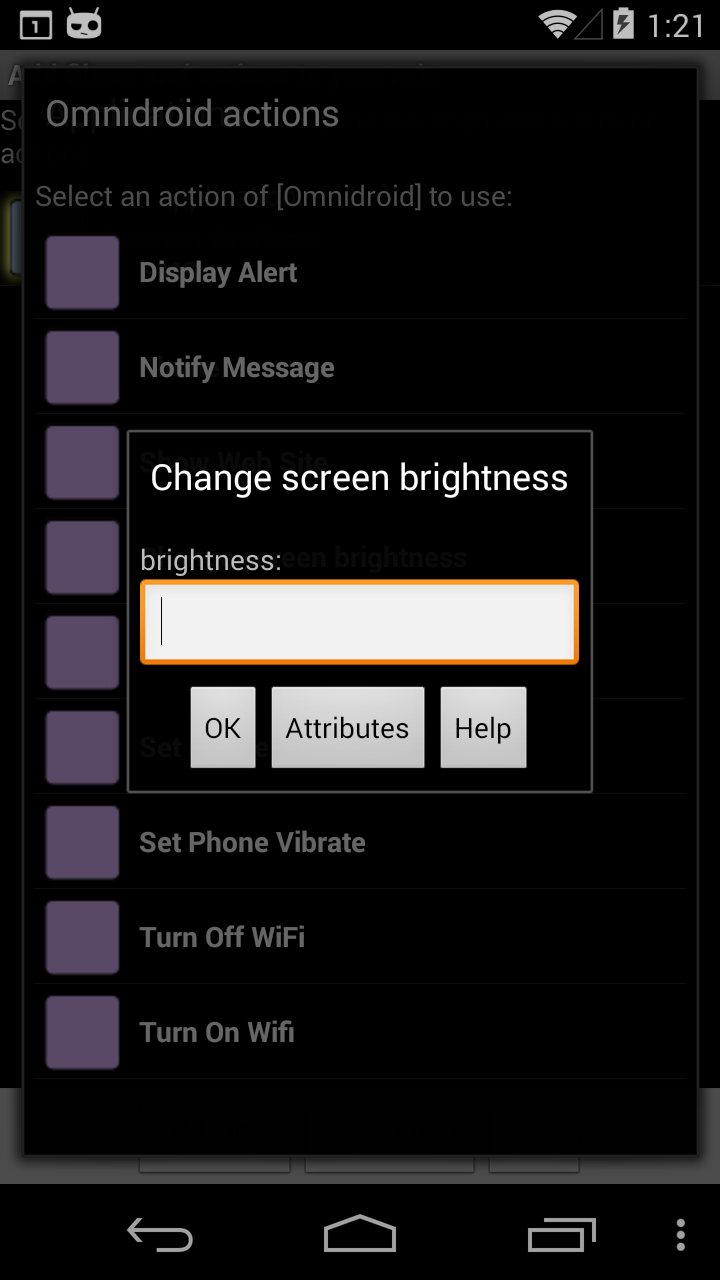 1
1:21
Omnidroid actions
Select an action of [Omnidroid] to use:
Display Alert
Notify Message
Show Web Site
Change screen brightness
brightness:
een brightness
OK
Attributes
Help
Set
Set Phone Vibrate
Turn Off WiFi
Turn On Wifi